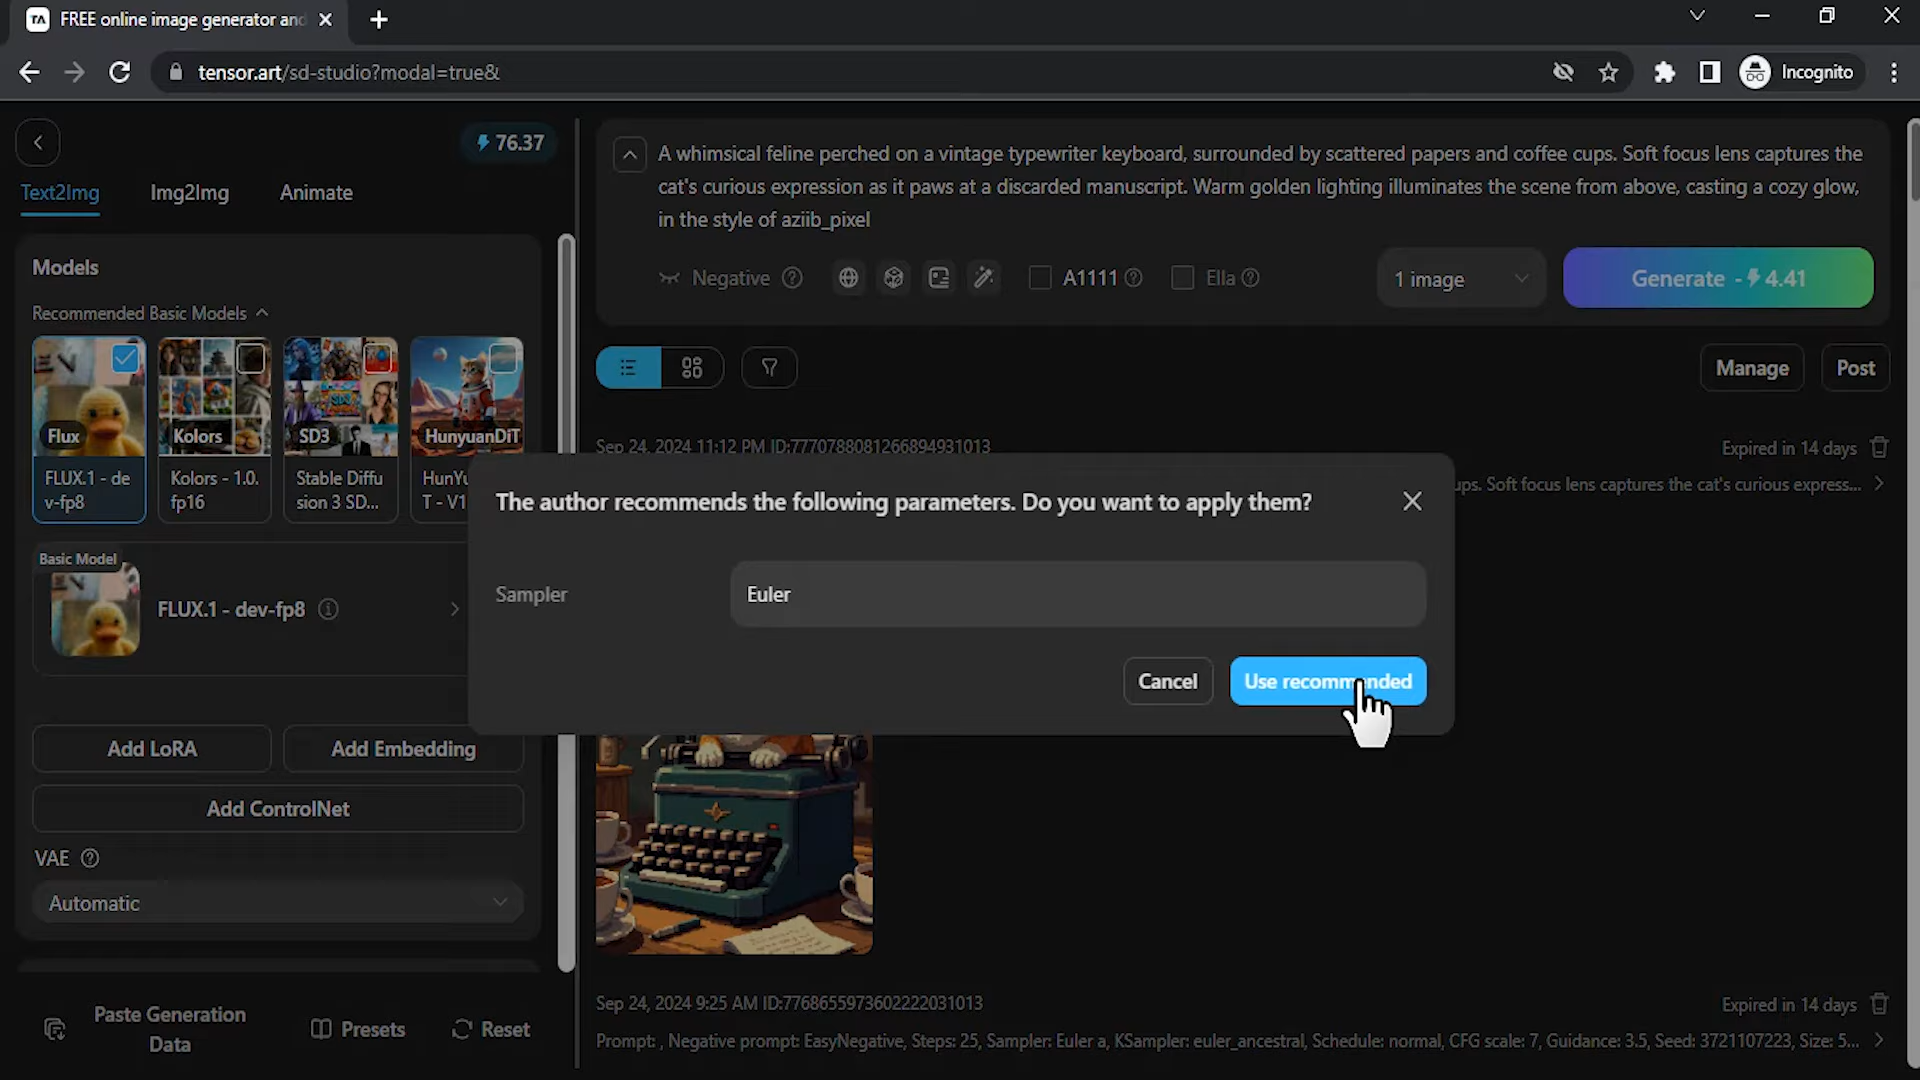 FREE online image generator and
tensor.art/sd-studio?modal=true&
Incognito
76.37
Text2Img
Img2Img
Animate
Models
Recommended Basic Models
Flux
FLUX.1 - de
v-fp8
Kolors
Kolors - 1.0.
fp16
SD3
Stable Diffu
sion 3 SD...
HunyuanDiT
HunYu
T - V1
Basic Model
FLUX.1 - dev-fp8
Add LoRA
Add Embedding
Add ControlNet
VAE
Automatic
Paste Generation
Data
Presets
Reset
A whimsical feline perched on a vintage typewriter keyboard, surrounded by scattered papers and coffee cups. Soft focus lens captures the
cat's curious expression as it paws at a discarded manuscript. Warm golden lighting illuminates the scene from above, casting a cozy glow,
in the style of aziib_pixel
Negative
A1111
Ella
1 image
Generate - 4.41
Manage
Post
Sep 24, 2024 11:12 PM ID:7770788081266894931013
Expired in 14 days
ups. Soft focus lens captures the cat's curious express...
The author recommends the following parameters. Do you want to apply them?
Sampler
Euler
Cancel
Use recommended
Sep 24, 2024 9:25 AM ID:7768655973602222031013
Expired in 14 days
Prompt: , Negative prompt: EasyNegative, Steps: 25, Sampler: Euler a, KSampler: euler_ancestral, Schedule: normal, CFG scale: 7, Guidance: 3.5, Seed: 3721107223, Size: 5...